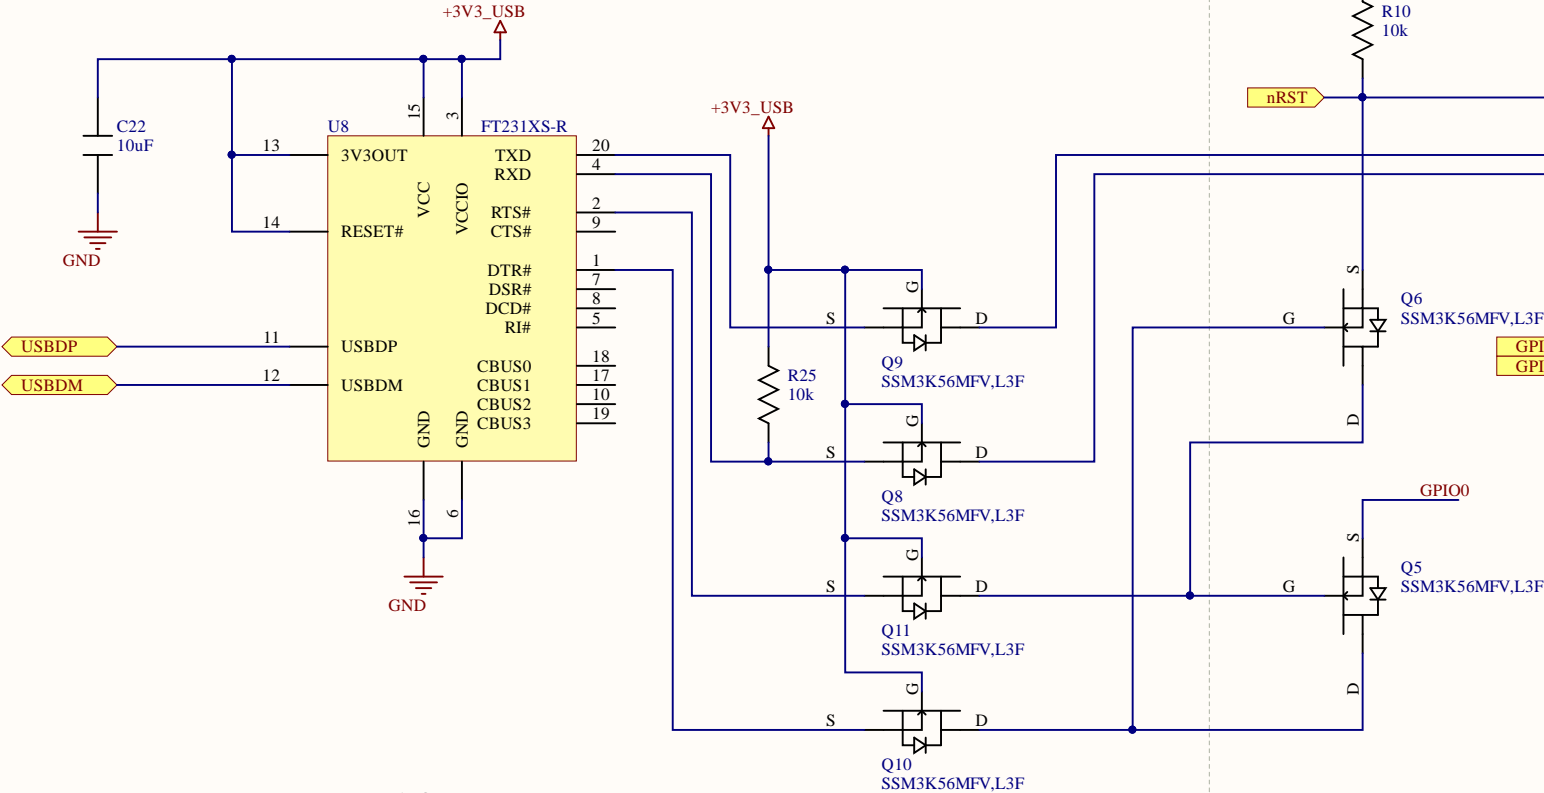 +3V3_USB
R10
10k
nRST
+3V3_USB
C22
10uF
GND
U8
FT231XS-R
15
3
13
3V3OUT
TXD
20
RXD
4
VCC
VCCIO
RTS#
2
14
RESET#
CTS#
9
DTR#
1
DSR#
7
DCD#
8
RI#
5
USBDP
11
USBDP
CBUS0
18
USBDM
12
USBDM
CBUS1
17
CBUS2
10
CBUS3
19
GND
GND
16
6
GND
R25
10k
G
S
D
Q9
SSM3K56MFV,L3F
G
S
D
Q8
SSM3K56MFV,L3F
G
S
D
Q11
SSM3K56MFV,L3F
G
S
D
Q10
SSM3K56MFV,L3F
S
G
Q6
SSM3K56MFV,L3F
D
GPI
GPI
GPIO0
S
G
Q5
SSM3K56MFV,L3F
D